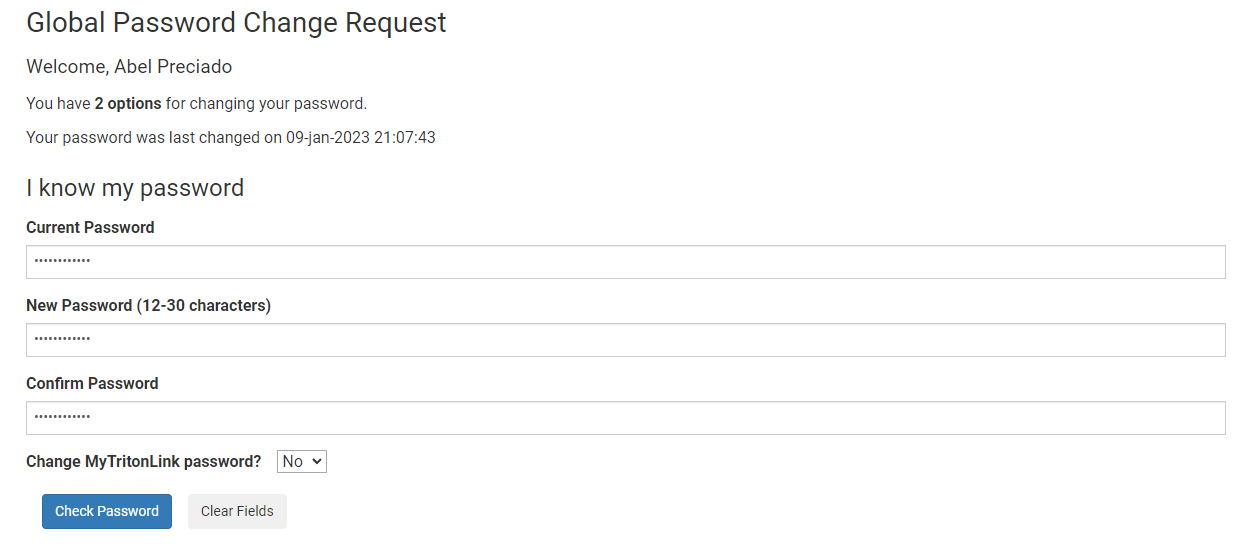 Global Password Change Request
Welcome, Abel Preciado
You have 2 options for changing your password.
Your password was last changed on 09-jan-2023 21:07:43
I know my password
Current Password
••••••••••••
New Password (12-30 characters)
••••••••••••
Confirm Password
••••••••••••
Change MyTritonLink password? No
Check Password Clear Fields